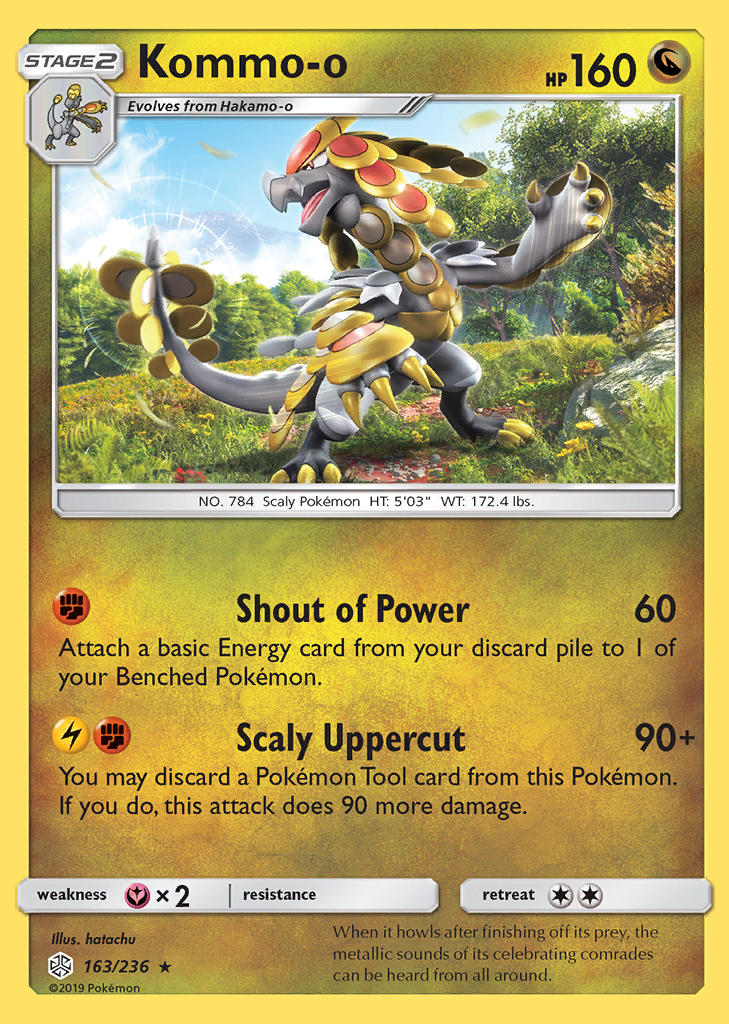 STAGE2
Kommo-o
HP 160
Evolves from Hakamo-o
NO. 784 Scaly Pokémon HT: 5'03" WT: 172.4 lbs.
Shout of Power 60
Attach a basic Energy card from your discard pile to 1 of
your Benched Pokémon.
Scaly Uppercut 90+
You may discard a Pokémon Tool card from this Pokémon.
If you do, this attack does 90 more damage.
weakness × 2 resistance retreat
Illus. hatachu
163/236 ★
©2019 Pokémon
When it howls after finishing off its prey, the
metallic sounds of its celebrating comrades
can be heard from all around.